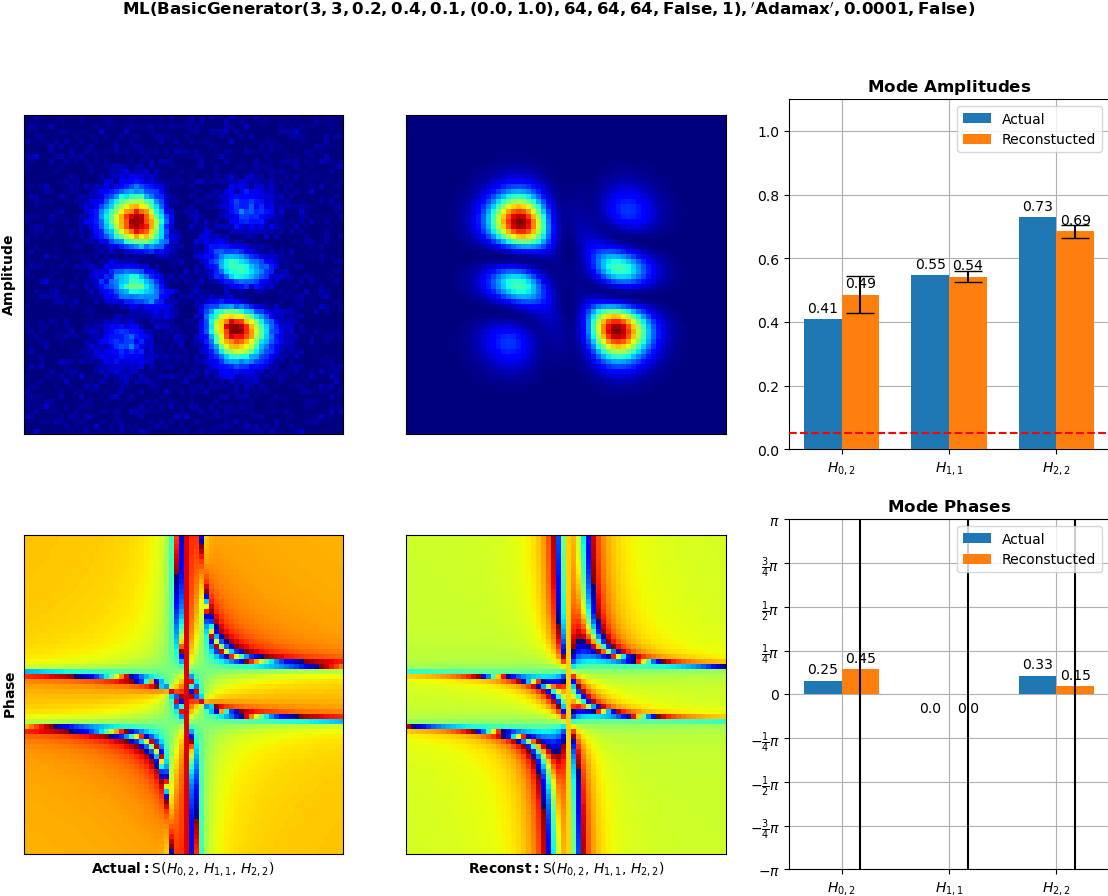 ML(BasicGenerator(3, 3, 0.2, 0.4, 0.1, (0.0, 1.0), 64, 64, 64, False, 1), ′Adamax′, 0.0001, False)
Amplitude
Mode Amplitudes
Actual
Reconstucted
1.0
0.8
0.6
0.4
0.2
0.0
0.41
0.49
0.55
0.54
0.73
0.69
H0,2
H1,1
H2,2
Phase
Actual: S(H0,2, H1,1, H2,2)
Reconst: S(H0,2, H1,1, H2,2)
Mode Phases
Actual
Reconstucted
π
3/4π
1/2π
1/4π
0
−1/4π
−1/2π
−3/4π
−π
0.25
0.45
0.0
0.0
0.33
0.15
H0,2
H1,1
H2,2